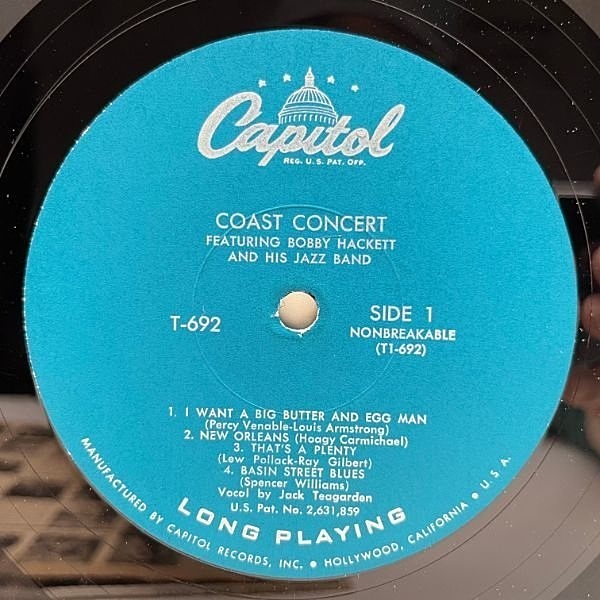 Capitol
REG. U.S. PAT. OFF.
COAST CONCERT
FEATURING BOBBY HACKETT
AND HIS JAZZ BAND
T-692
SIDE 1
NONBREAKABLE
(T1-692)
1. I WANT A BIG BUTTER AND EGG MAN
(Percy Venable-Louis Armstrong)
2. NEW ORLEANS (Hoagy Carmichael)
3. THAT'S A PLENTY
(Lew Pollack-Ray Gilbert)
4. BASIN STREET BLUES
(Spencer Williams)
Vocal by Jack Teagarden
U.S. Pat. No. 2,631,859
LONG PLAYING
MANUFACTURED BY CAPITOL RECORDS, INC. • HOLLYWOOD, CALIFORNIA • U.S.A.